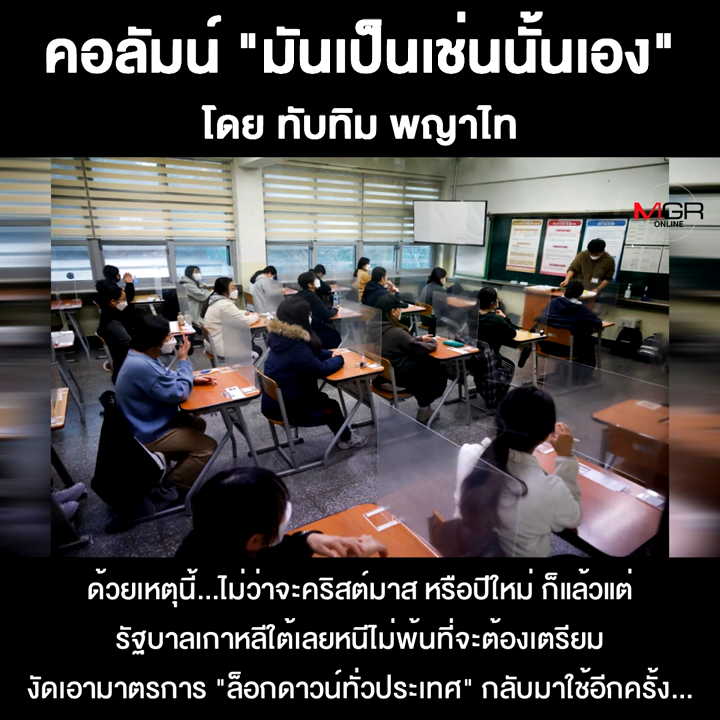 คอลัมน์ "มันเป็นเช่นนั้นเอง"
โดย ทับทิม พญาไท
MGR
ONLINE
ด้วยเหตุนี้...ไม่ว่าจะคริสต์มาส หรือปีใหม่ ก็แล้วแต่
รัฐบาลเกาหลีใต้เลยหนีไม่พ้นที่จะต้องเตรียม
งัดเอามาตรการ "ล็อกดาวน์ทั่วประเทศ" กลับมาใช้อีกครั้ง...